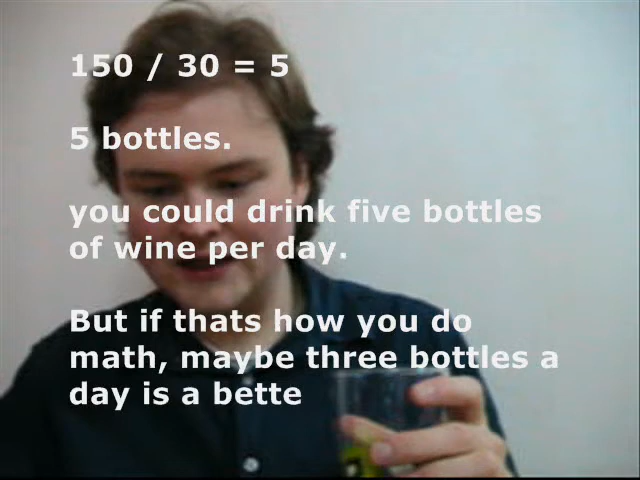 150 / 30 = 5
5 bottles.
you could drink five bottles
of wine per day.
But if thats how you do
math, maybe three bottles a
day is a bette